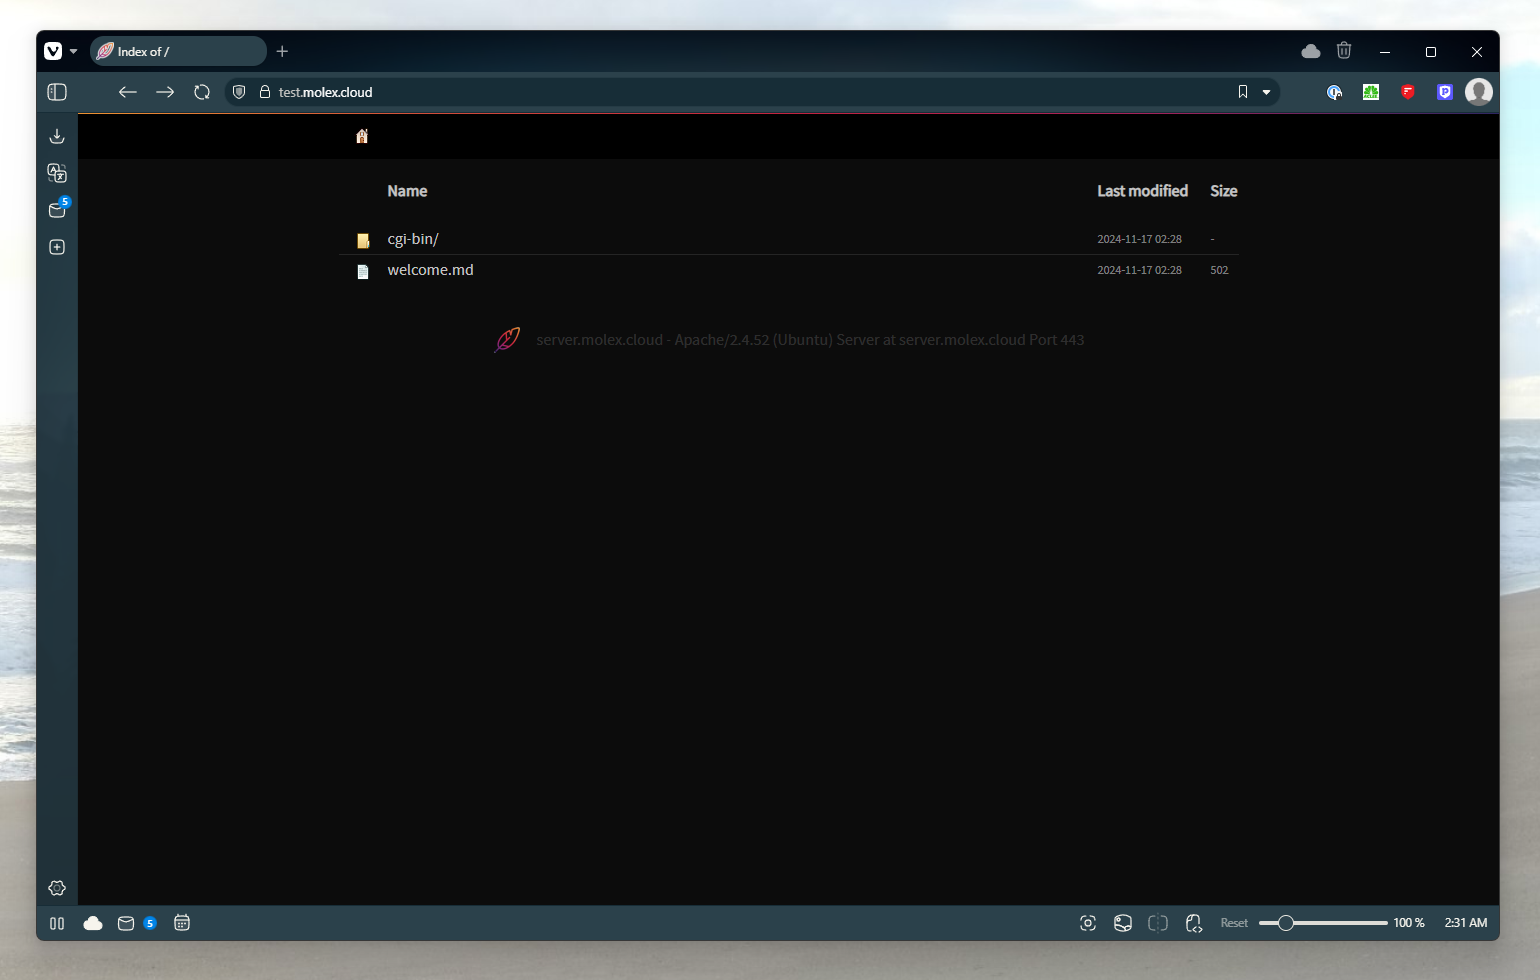 Index of /
test.molex.cloud
5
Name Last modified Size
cgi-bin/ 2024-11-17 02:28 -
welcome.md 2024-11-17 02:28 502
server.molex.cloud - Apache/2.4.52 (Ubuntu) Server at server.molex.cloud Port 443
5 Reset 100 % 2:31 AM